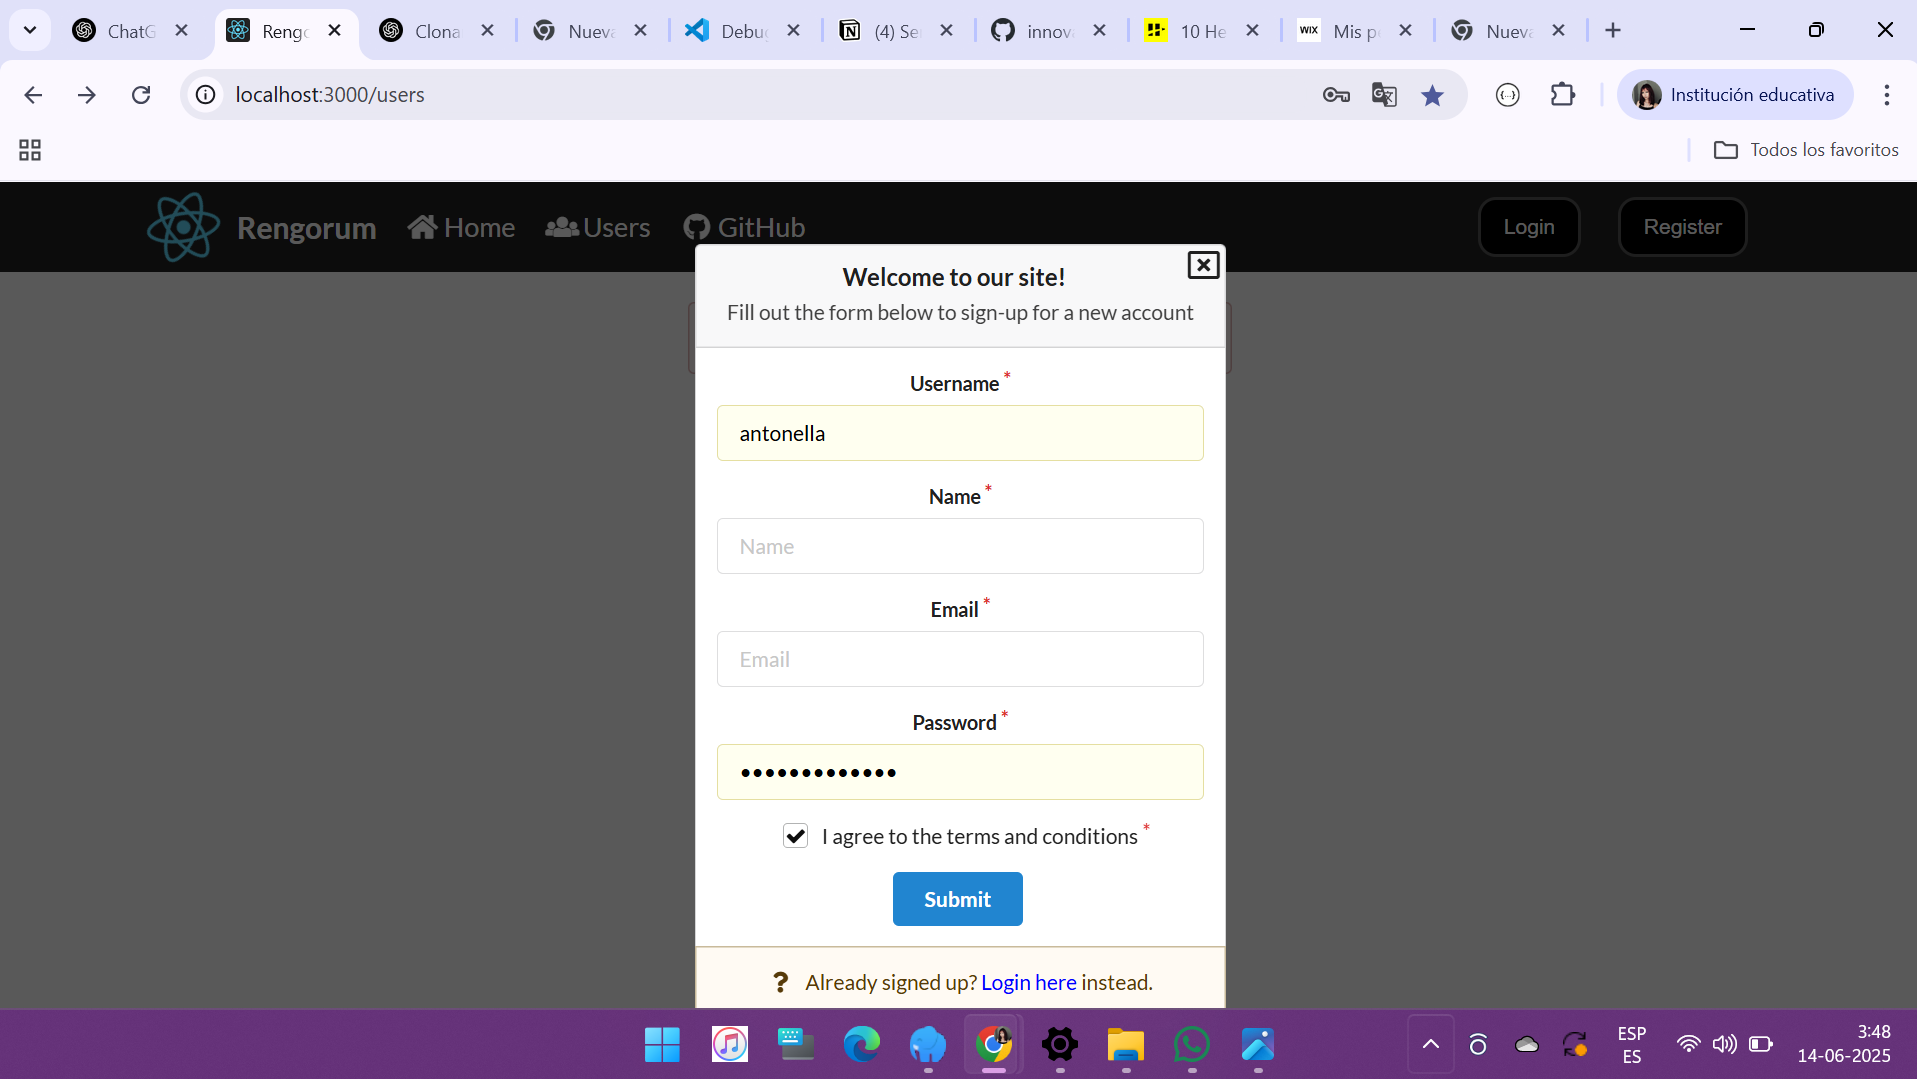 ChatG
Reng
Clona
Nueva
Debu
(4) Se
innov
10 He
WIX Mis p
Nueva
localhost:3000/users
Institución educativa
Todos los favoritos
Rengorum
Home
Users
GitHub
Login
Register
Welcome to our site!
Fill out the form below to sign-up for a new account
Username *
antonella
Name *
Name
Email *
Email
Password *
•••••••••••••
I agree to the terms and conditions *
Submit
? Already signed up? Login here instead.
ESP
ES
3:48
14-06-2025